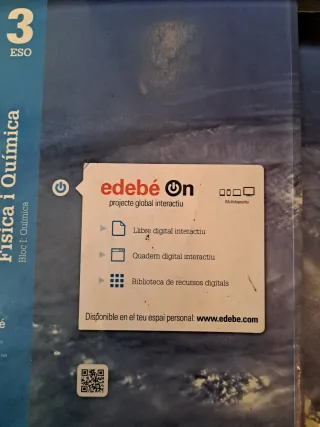 3
ESO
Física i Química
Bloc I: Química
edebé On
projecte global interactiu
Multidispositiu
Llibre digital interactiu
Quadern digital interactiu
Biblioteca de recursos digitals
Disponible en el teu espai personal: www.edebe.com